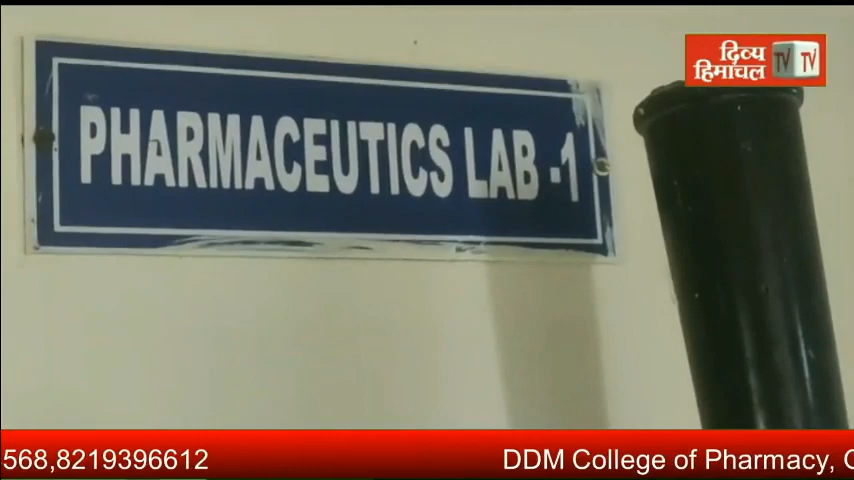 दिव्य
हिमांचल
TV TV
PHARMACEUTICS LAB -1
568,8219396612 DDM College of Pharmacy,